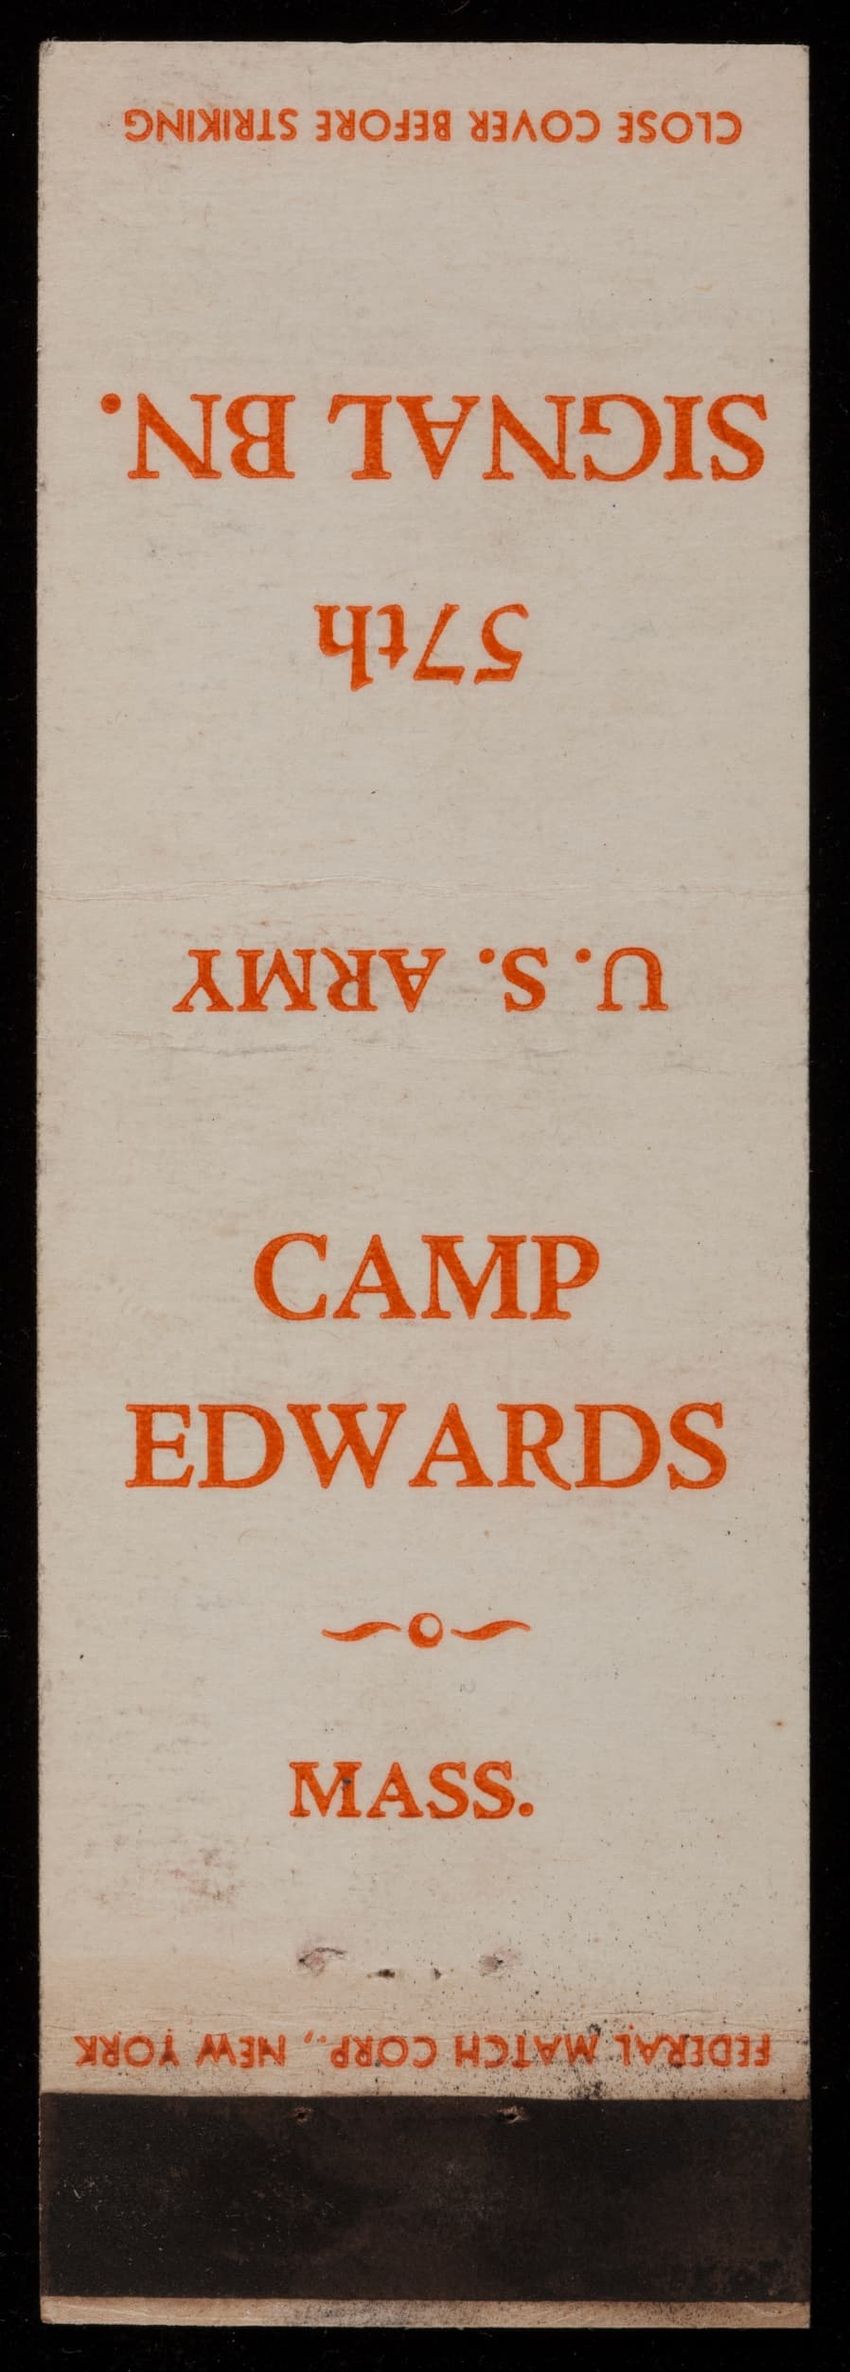 CLOSE COVER BEFORE STRIKING
57th
SIGNAL BN.
U. S. ARMY
CAMP
EDWARDS
MASS.
FEDERAL MATCH CORP., NEW YORK